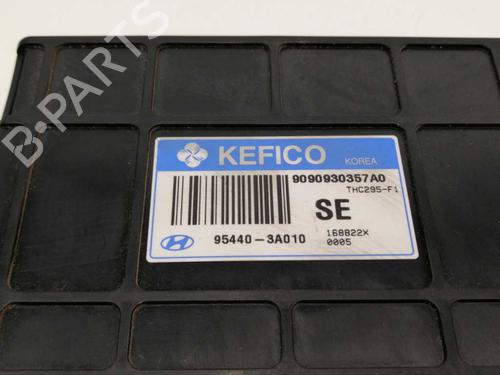 B-PARTS
KEFICO KOREA
9090930357A0
THC295-F1
SE
95440-3A010
168822X
0005